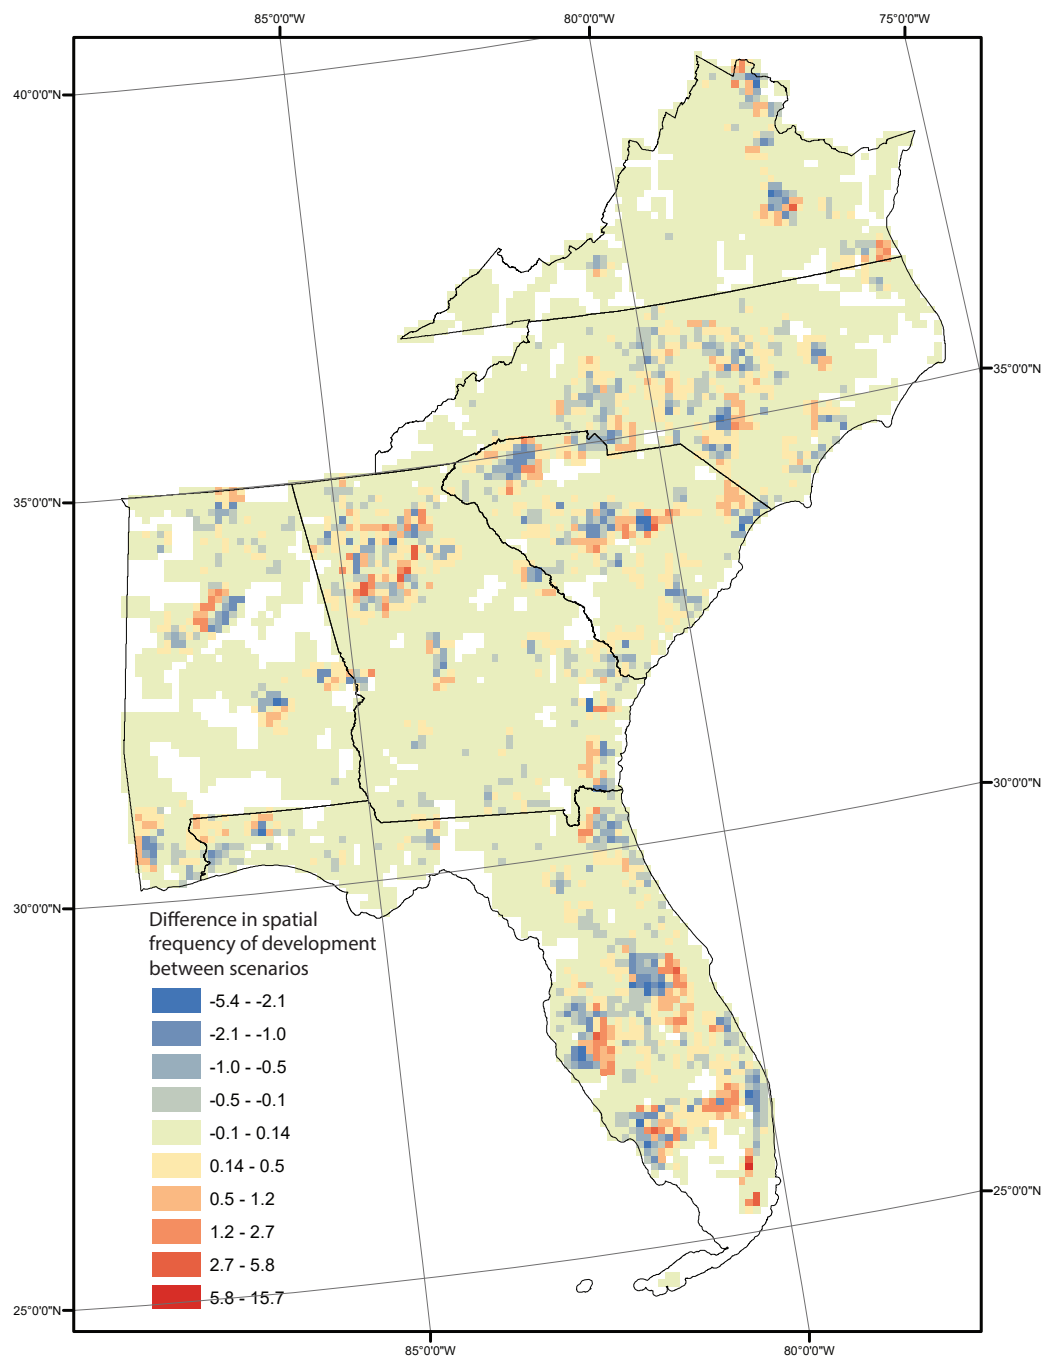 85°0'0"W
80°0'0"W
75°0'0"W
40°0'0"N
35°0'0"N
35°0'0"N
30°0'0"N
30°0'0"N
Difference in spatial
frequency of development
between scenarios
-5.4 - -2.1
-2.1 - -1.0
-1.0 - -0.5
-0.5 - -0.1
-0.1 - 0.14
0.14 - 0.5
0.5 - 1.2
1.2 - 2.7
2.7 - 5.8
5.8 - 15.7
25°0'0"N
25°0'0"N
85°0'0"W
80°0'0"W